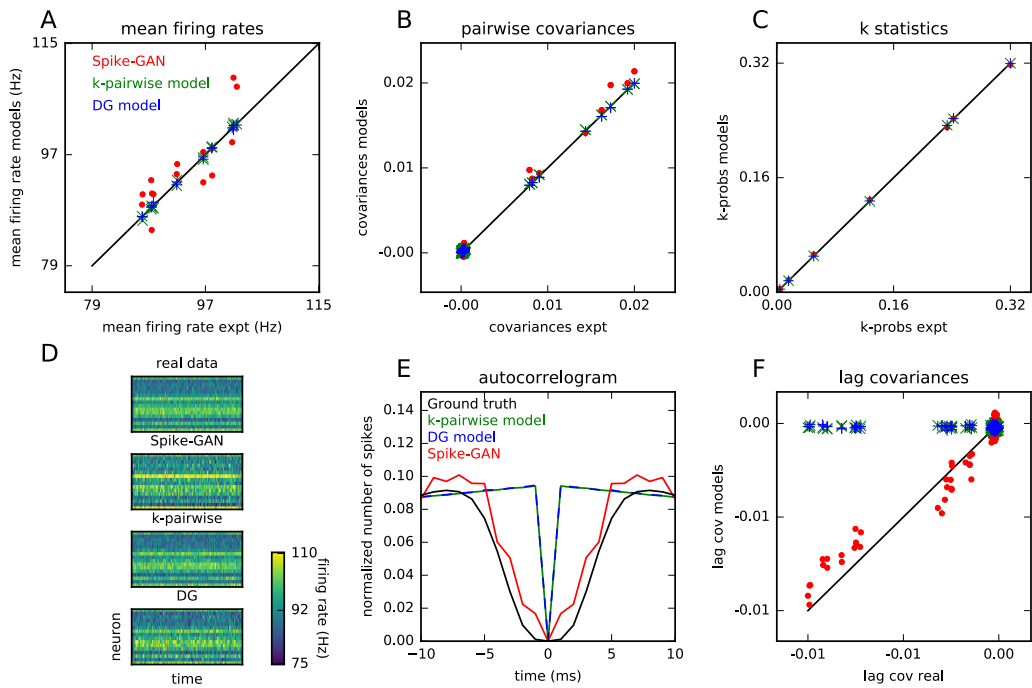 A
mean firing rates
115
97
79
79
97
115
mean firing rate models (Hz)
mean firing rate expt (Hz)
Spike-GAN
k-pairwise model
DG model
B
pairwise covariances
0.02
0.01
-0.00
-0.00
0.01
0.02
covariances models
covariances expt
C
k statistics
0.32
0.16
0.00
0.00
0.16
0.32
k-probs models
k-probs expt
D
real data
Spike-GAN
k-pairwise
DG
neuron
time
110
92
75
firing rate (Hz)
E
autocorrelogram
Ground truth
k-pairwise model
DG model
Spike-GAN
0.14
0.12
0.10
0.08
0.06
0.04
0.02
0.00
−10
−5
0
5
10
normalized number of spikes
time (ms)
F
lag covariances
-0.00
-0.01
-0.01
-0.01
-0.01
0.00
lag cov models
lag cov real